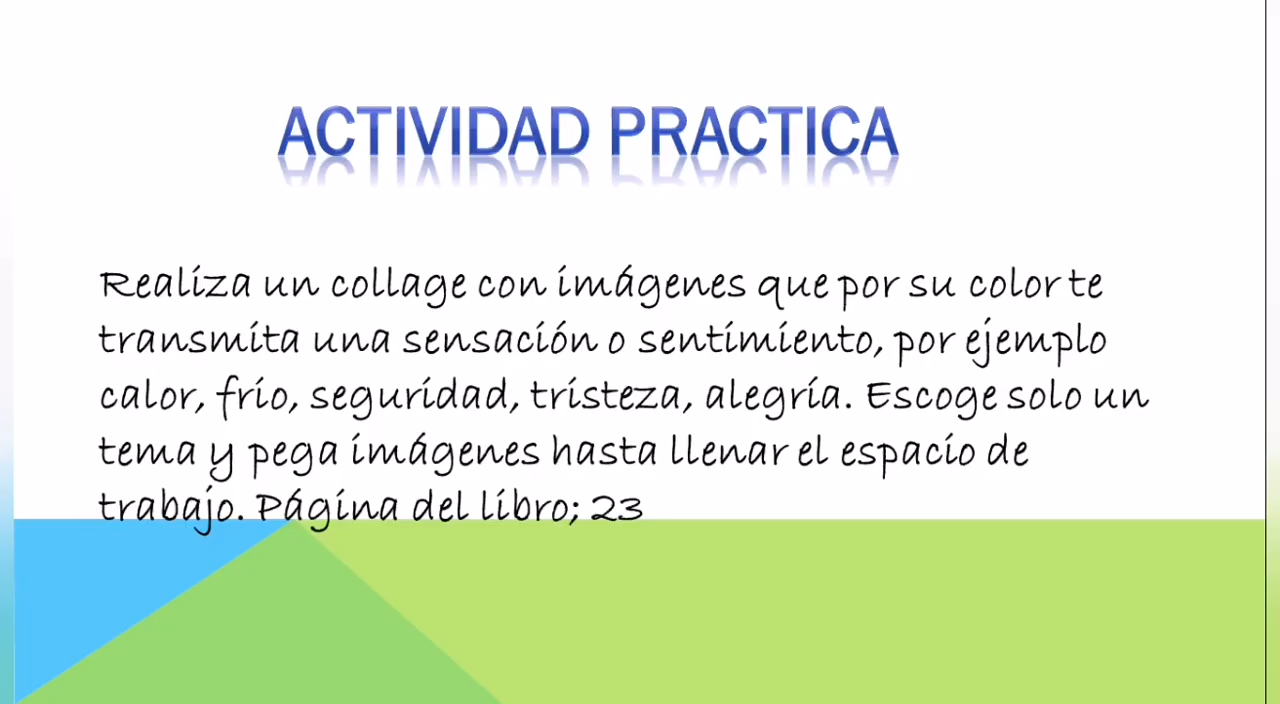 ACTIVIDAD PRACTICA
Realiza un collage con imágenes que por su color te
transmita una sensación o sentimiento, por ejemplo
calor, frío, seguridad, tristeza, alegría. Escoge solo un
tema y pega imágenes hasta llenar el espacio de
trabajo. Página del libro; 23